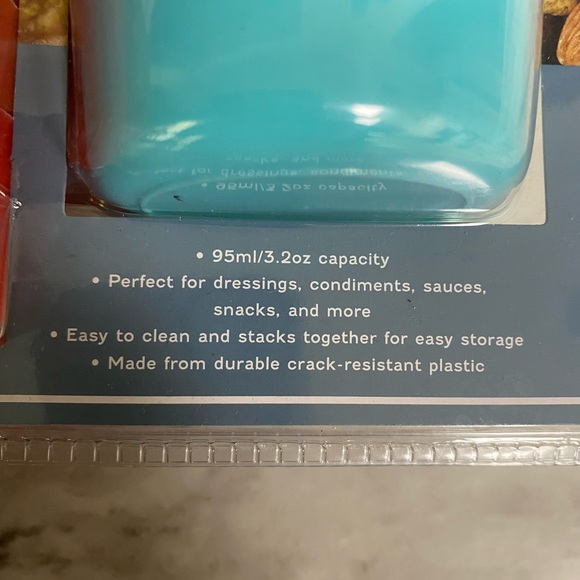 • 95ml/3.2oz capacity
• Perfect for dressings, condiments, sauces,
snacks, and more
• Easy to clean and stacks together for easy storage
• Made from durable crack-resistant plastic